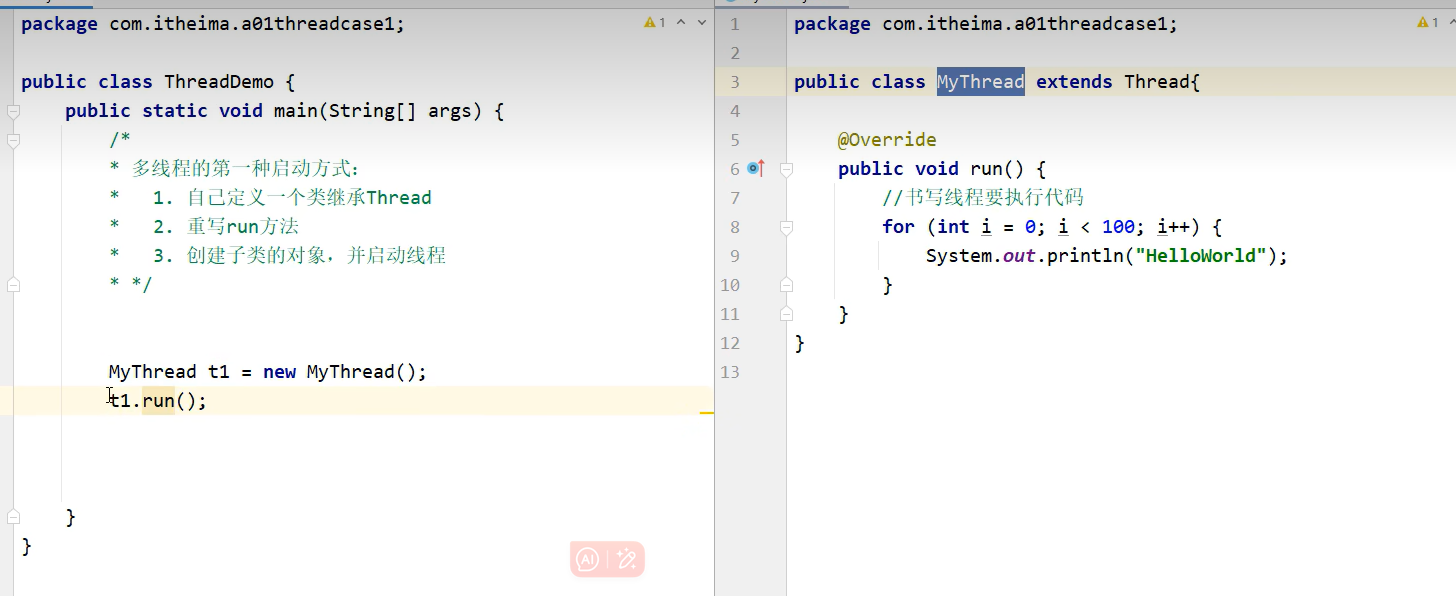 package com.itheima.a01threadcase1;
1
public class ThreadDemo {
public static void main(String[] args) {
/*
* 多线程的第一种启动方式:
* 1. 自己定义一个类继承Thread
* 2. 重写run方法
* 3. 创建子类的对象，并启动线程
* */
MyThread t1 = new MyThread();
t1.run();
}
}
AI
1 package com.itheima.a01threadcase1;
1
2
3 public class MyThread extends Thread{
4
5 @Override
6 public void run() {
7 //书写线程要执行代码
8 for (int i = 0; i < 100; i++) {
9 System.out.println("HelloWorld");
10 }
11 }
12 }
13